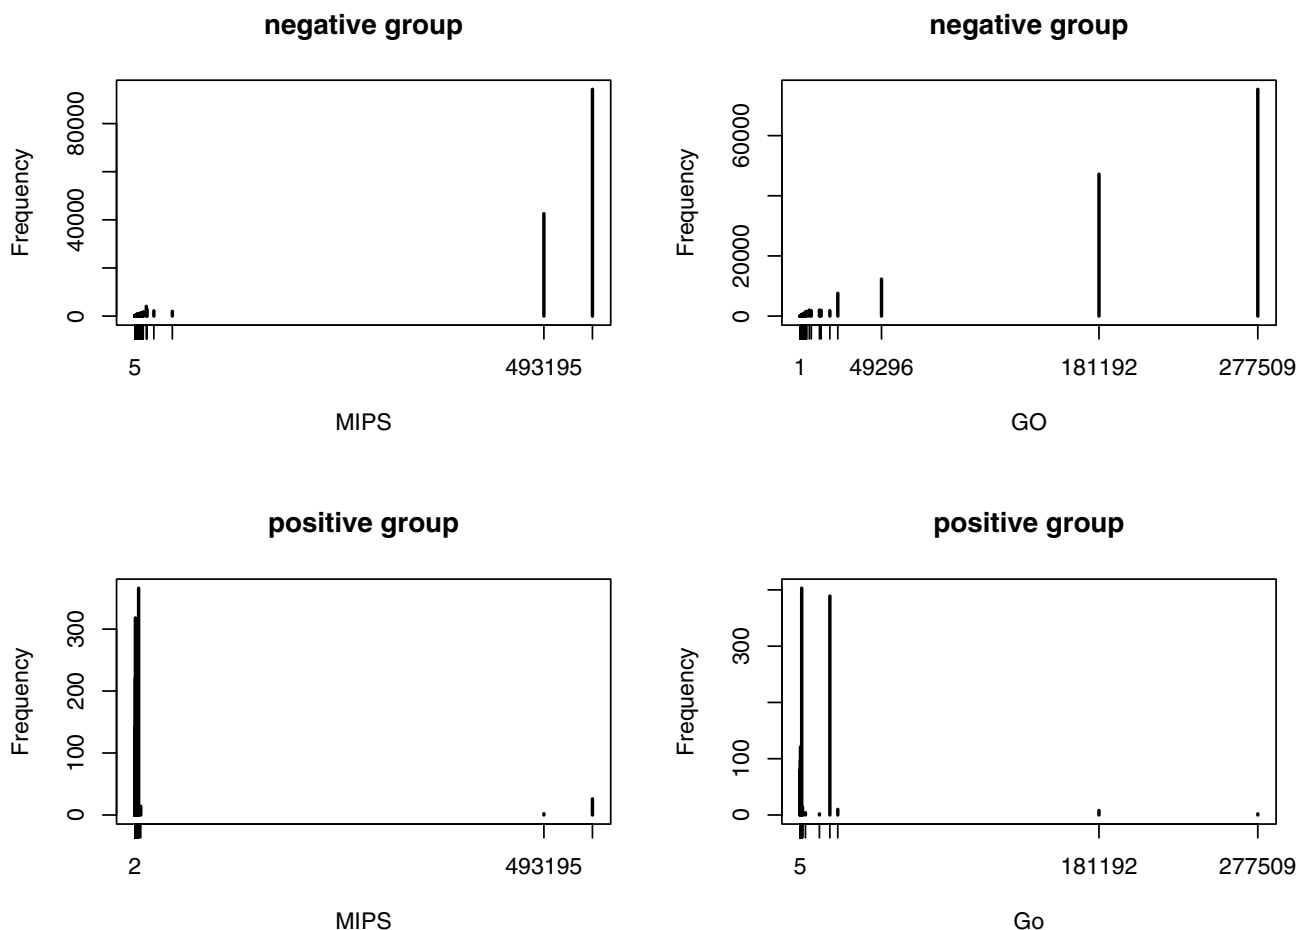 negative group
Frequency
0
40000
80000
5
493195
MIPS
negative group
Frequency
0
20000
60000
1
49296
181192
277509
GO
positive group
Frequency
0
100
200
300
2
493195
MIPS
positive group
Frequency
0
100
300
5
181192
277509
Go